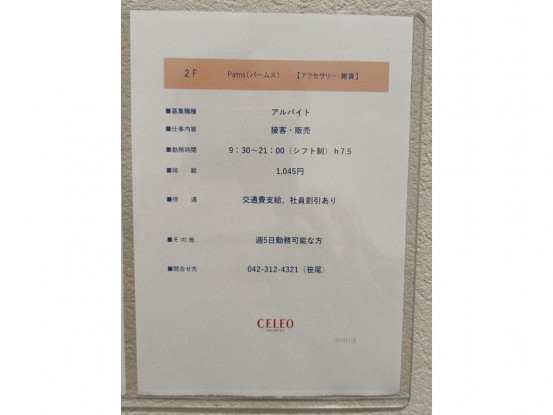 2F Pams(パームス) 【アクセサリー・雑貨】
■募集職種 アルバイト
■仕事内容 接客・販売
■勤務時間 9：30～21：00（シフト制）h7.5
■時 給 1,045円
■待 遇 交通費支給、社員割引あり
■その他 週5日勤務可能な方
■問合せ先 042-312-4321（笹尾）
CELEO